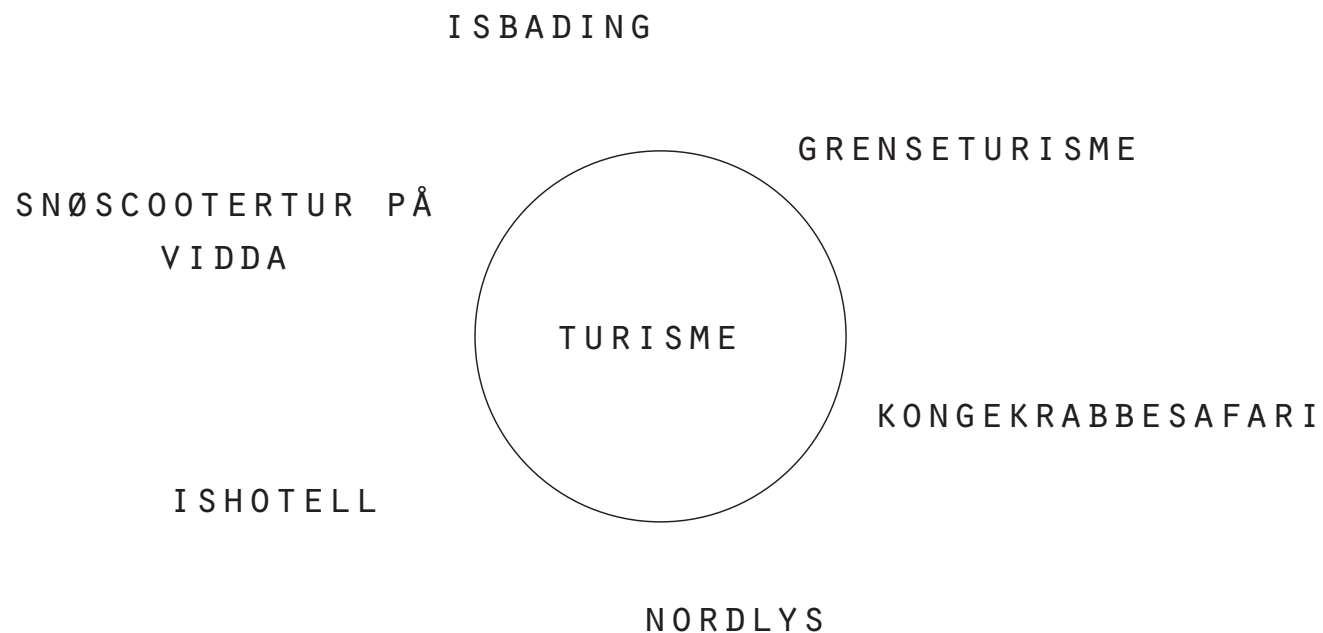 ISBADING
GRENSETURISME
SNØSCOOTERTUR PÅ
VIDDA
TURISME
KONGEKRABBESAFARI
ISHOTELL
NORDLYS